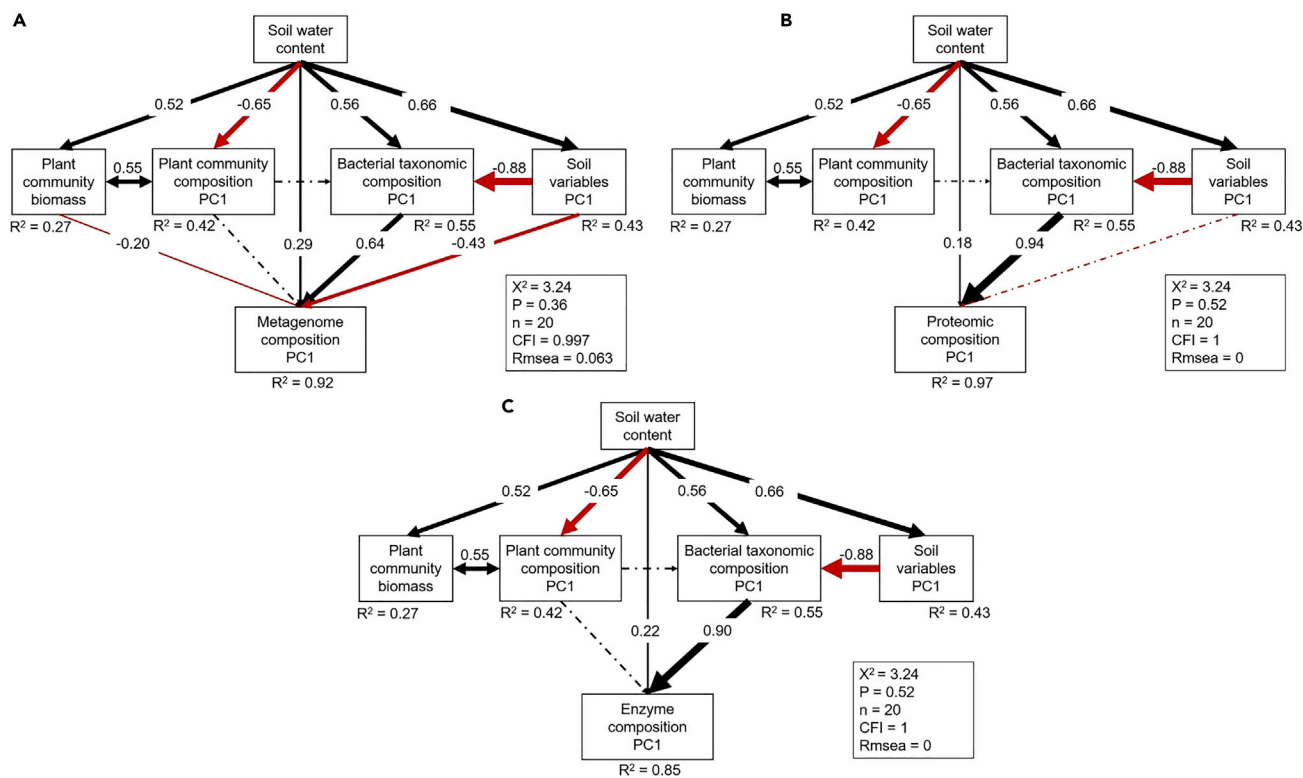 A
Soil water
content
0.52
-0.65
0.56
0.66
Plant
community
biomass
0.55
Plant community
composition
PC1
Bacterial taxonomic
composition
PC1
-0.88
Soil
variables
PC1
R² = 0.27
R² = 0.42
R² = 0.55
R² = 0.43
-0.20
0.29
0.64
-0.43
Metagenome
composition
PC1
R² = 0.92
X² = 3.24
P = 0.36
n = 20
CFI = 0.997
Rmsea = 0.063
B
Soil water
content
0.52
-0.65
0.56
0.66
Plant
community
biomass
0.55
Plant community
composition
PC1
Bacterial taxonomic
composition
PC1
-0.88
Soil
variables
PC1
R² = 0.27
R² = 0.42
R² = 0.55
R² = 0.43
0.18
0.94
Proteomic
composition
PC1
R² = 0.97
X² = 3.24
P = 0.52
n = 20
CFI = 1
Rmsea = 0
C
Soil water
content
0.52
-0.65
0.56
0.66
Plant
community
biomass
0.55
Plant community
composition
PC1
Bacterial taxonomic
composition
PC1
-0.88
Soil
variables
PC1
R² = 0.27
R² = 0.42
R² = 0.55
R² = 0.43
0.22
0.90
Enzyme
composition
PC1
R² = 0.85
X² = 3.24
P = 0.52
n = 20
CFI = 1
Rmsea = 0